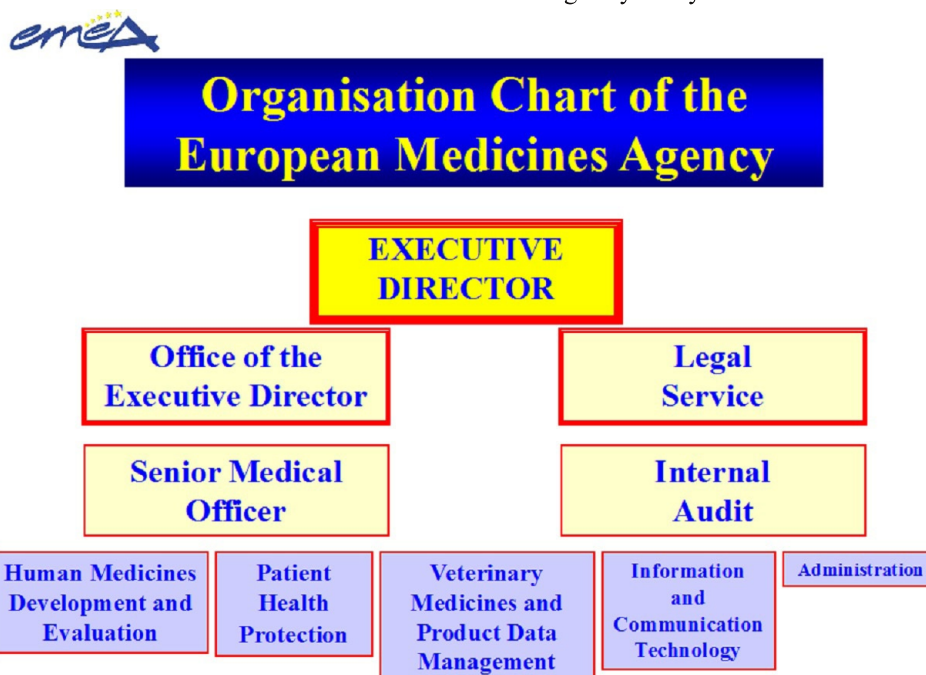 emea
Organisation Chart of the
European Medicines Agency
EXECUTIVE
DIRECTOR
Office of the
Executive Director
Legal
Service
Senior Medical
Officer
Internal
Audit
Human Medicines
Development and
Evaluation
Patient
Health
Protection
Veterinary
Medicines and
Product Data
Management
Information
and
Communication
Technology
Administration